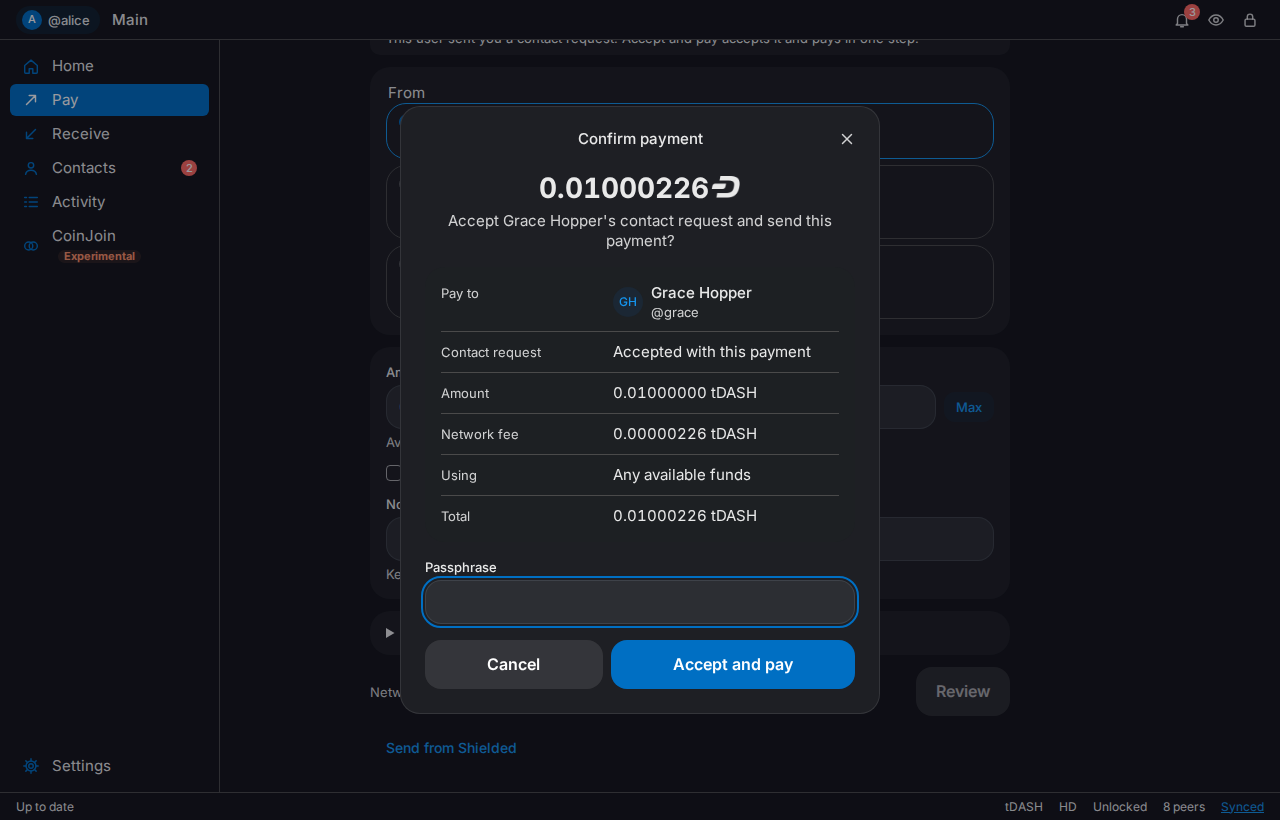 A @alice Main 3
Home
Pay
Receive
Contacts 2
Activity
CoinJoin
Experimental
Settings
This user sent you a contact request. Accept and pay accepts it and pays in one step.
From
Max
Send from Shielded
Review
Confirm payment
0.01000226
Accept Grace Hopper's contact request and send this
payment?
Pay to GH Grace Hopper
@grace
Contact request Accepted with this payment
Amount 0.01000000 tDASH
Network fee 0.00000226 tDASH
Using Any available funds
Total 0.01000226 tDASH
Passphrase
Cancel Accept and pay
Up to date tDASH HD Unlocked 8 peers Synced